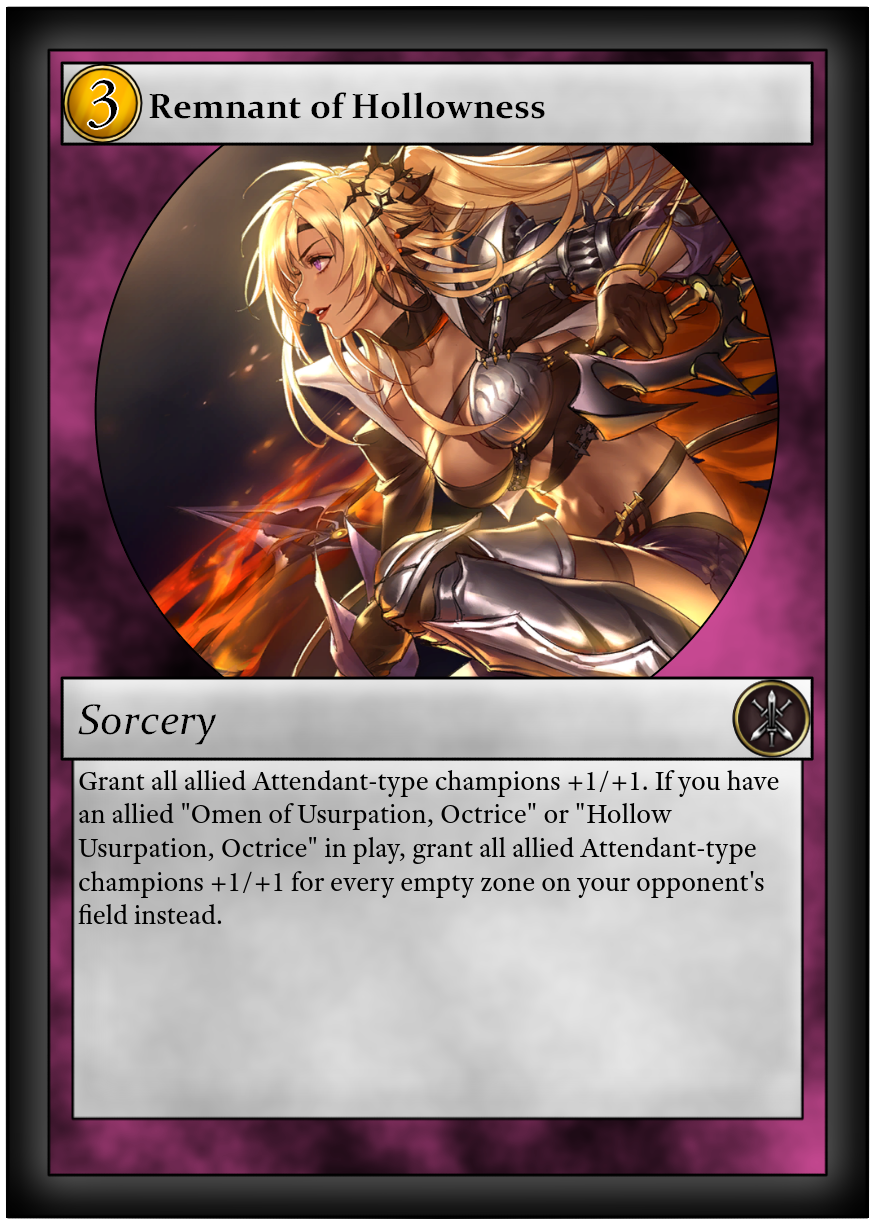 3 Remnant of Hollowness
Sorcery
Grant all allied Attendant-type champions +1/+1. If you have
an allied "Omen of Usurpation, Octrice" or "Hollow
Usurpation, Octrice" in play, grant all allied Attendant-type
champions +1/+1 for every empty zone on your opponent's
field instead.